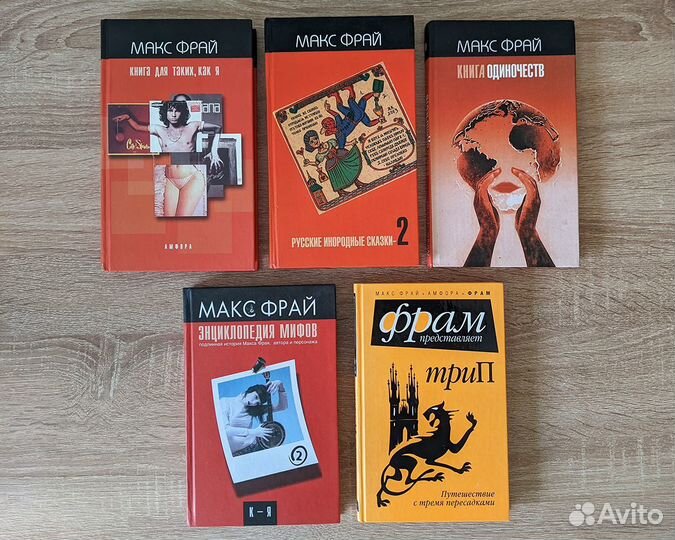 МАКС ФРАЙ
КНИГА ДЛЯ ТАКИХ, КАК Я
АМФОРА
МАКС ФРАЙ
РУССКИЕ ИНОРОДНЫЕ СКАЗКИ-2
МАКС ФРАЙ
КНИГА ОДИНОЧЕСТВ
МАКС ФРАЙ
ЭНЦИКЛОПЕДИЯ МИФОВ
подлинная история Макса Фрая, автора и персонажа
2
К – Я
МАКС ФРАЙ · АМФОРА · ФРАМ
фрам
представляет
триП
Путешествие
с тремя пересадками
Avito